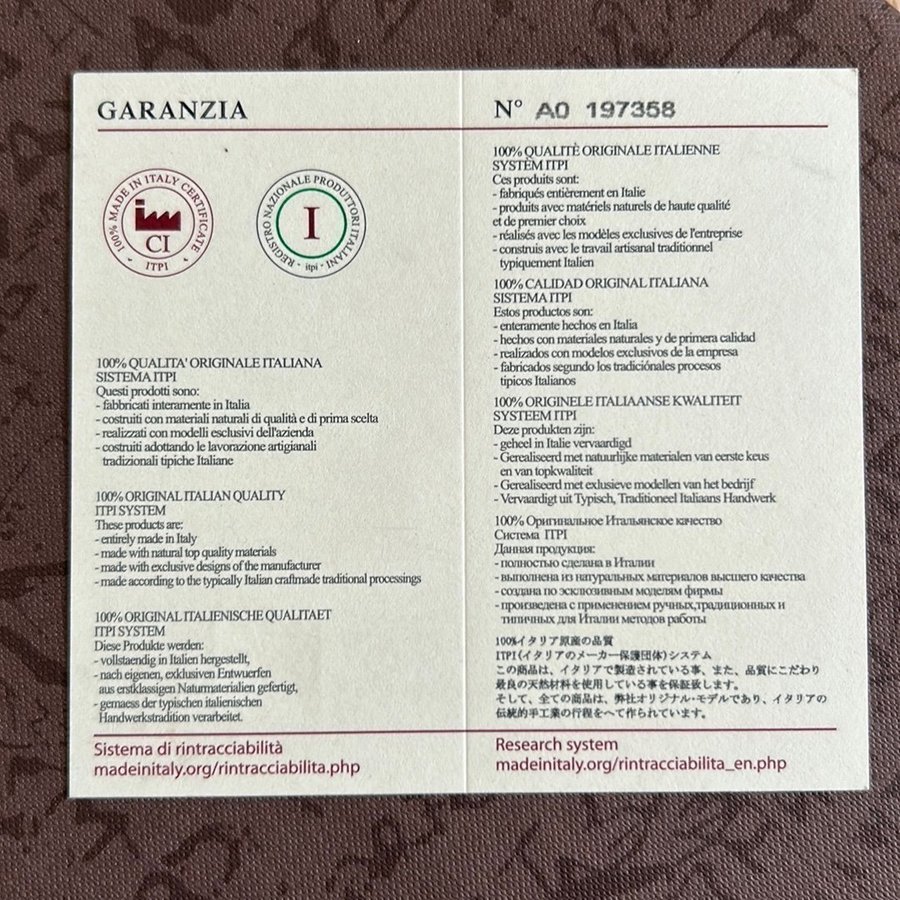 GARANZIA
100% MADE IN ITALY CERTIFICATE
CI
· ITPI ·
REGISTRO NAZIONALE PRODUTTORI ITALIANI
I
· itpi ·
100% QUALITA' ORIGINALE ITALIANA
SISTEMA ITPI
Questi prodotti sono:
- fabbricati interamente in Italia
- costruiti con materiali naturali di qualità e di prima scelta
- realizzati con modelli esclusivi dell'azienda
- costruiti adottando le lavorazione artigianali
tradizionali tipiche Italiane
100% ORIGINAL ITALIAN QUALITY
ITPI SYSTEM
These products are:
- entirely made in Italy
- made with natural top quality materials
- made with exclusive designs of the manufacturer
- made according to the typically Italian craftmade traditional processings
100% ORIGINAL ITALIENISCHE QUALITAET
ITPI SYSTEM
Diese Produkte werden:
- vollstaendig in Italien hergestellt,
- nach eigenen, exklusiven Entwuerfen
aus erstklassigen Naturmaterialien gefertigt,
- gemaess der typischen italienischen
Handwerkstradition verarbeitet.
Sistema di rintracciabilità
madeinitaly.org/rintracciabilita.php
N° A0 197358
100% QUALITÈ ORIGINALE ITALIENNE
SYSTÈM ITPI
Ces produits sont:
- fabriqués entièrement en Italie
- produits avec matériels naturels de haute qualité
et de premier choix
- réalisés avec les modèles exclusives de l'entreprise
- construis avec le travail artisanal traditionnel
typiquement Italien
100% CALIDAD ORIGINAL ITALIANA
SISTEMA ITPI
Estos productos son:
- enteramente hechos en Italia
- hechos con materiales naturales y de primera calidad
- realizados con modelos exclusivos de la empresa
- fabricados segundo los tradiciónales procesos
tipicos Italianos
100% ORIGINELE ITALIAANSE KWALITEIT
SYSTEEM ITPI
Deze produkten zijn:
- geheel in Italie vervaardigd
- Gerealiseerd met natuurlijke materialen van eerste keus
en van topkwaliteit
- Gerealiseerd met exlusieve modellen van het bedrijf
- Vervaardigt uit Typisch, Traditioneel Italiaans Handwerk
100% Оригинальное Итальянское качество
Система ITPI
Данная продукция:
- полностью сделана в Италии
- выполнена из натуральных материалов высшего качества
- создана по эсклюзивным моделям фирмы
- произведена с применением ручных,традиционных и
типичных для Италии методов работы
100%イタリア原産の品質
ITPI(イタリアのメーカー保護団体)システム
この商品は、イタリアで製造されている事、また、品質にこだわり
最良の天然材料を使用している事を保証致します。
そして、全ての商品は、弊社オリジナル・モデルであり、イタリアの
伝統的手工業の行程をへて作られています。
Research system
madeinitaly.org/rintracciabilita_en.php